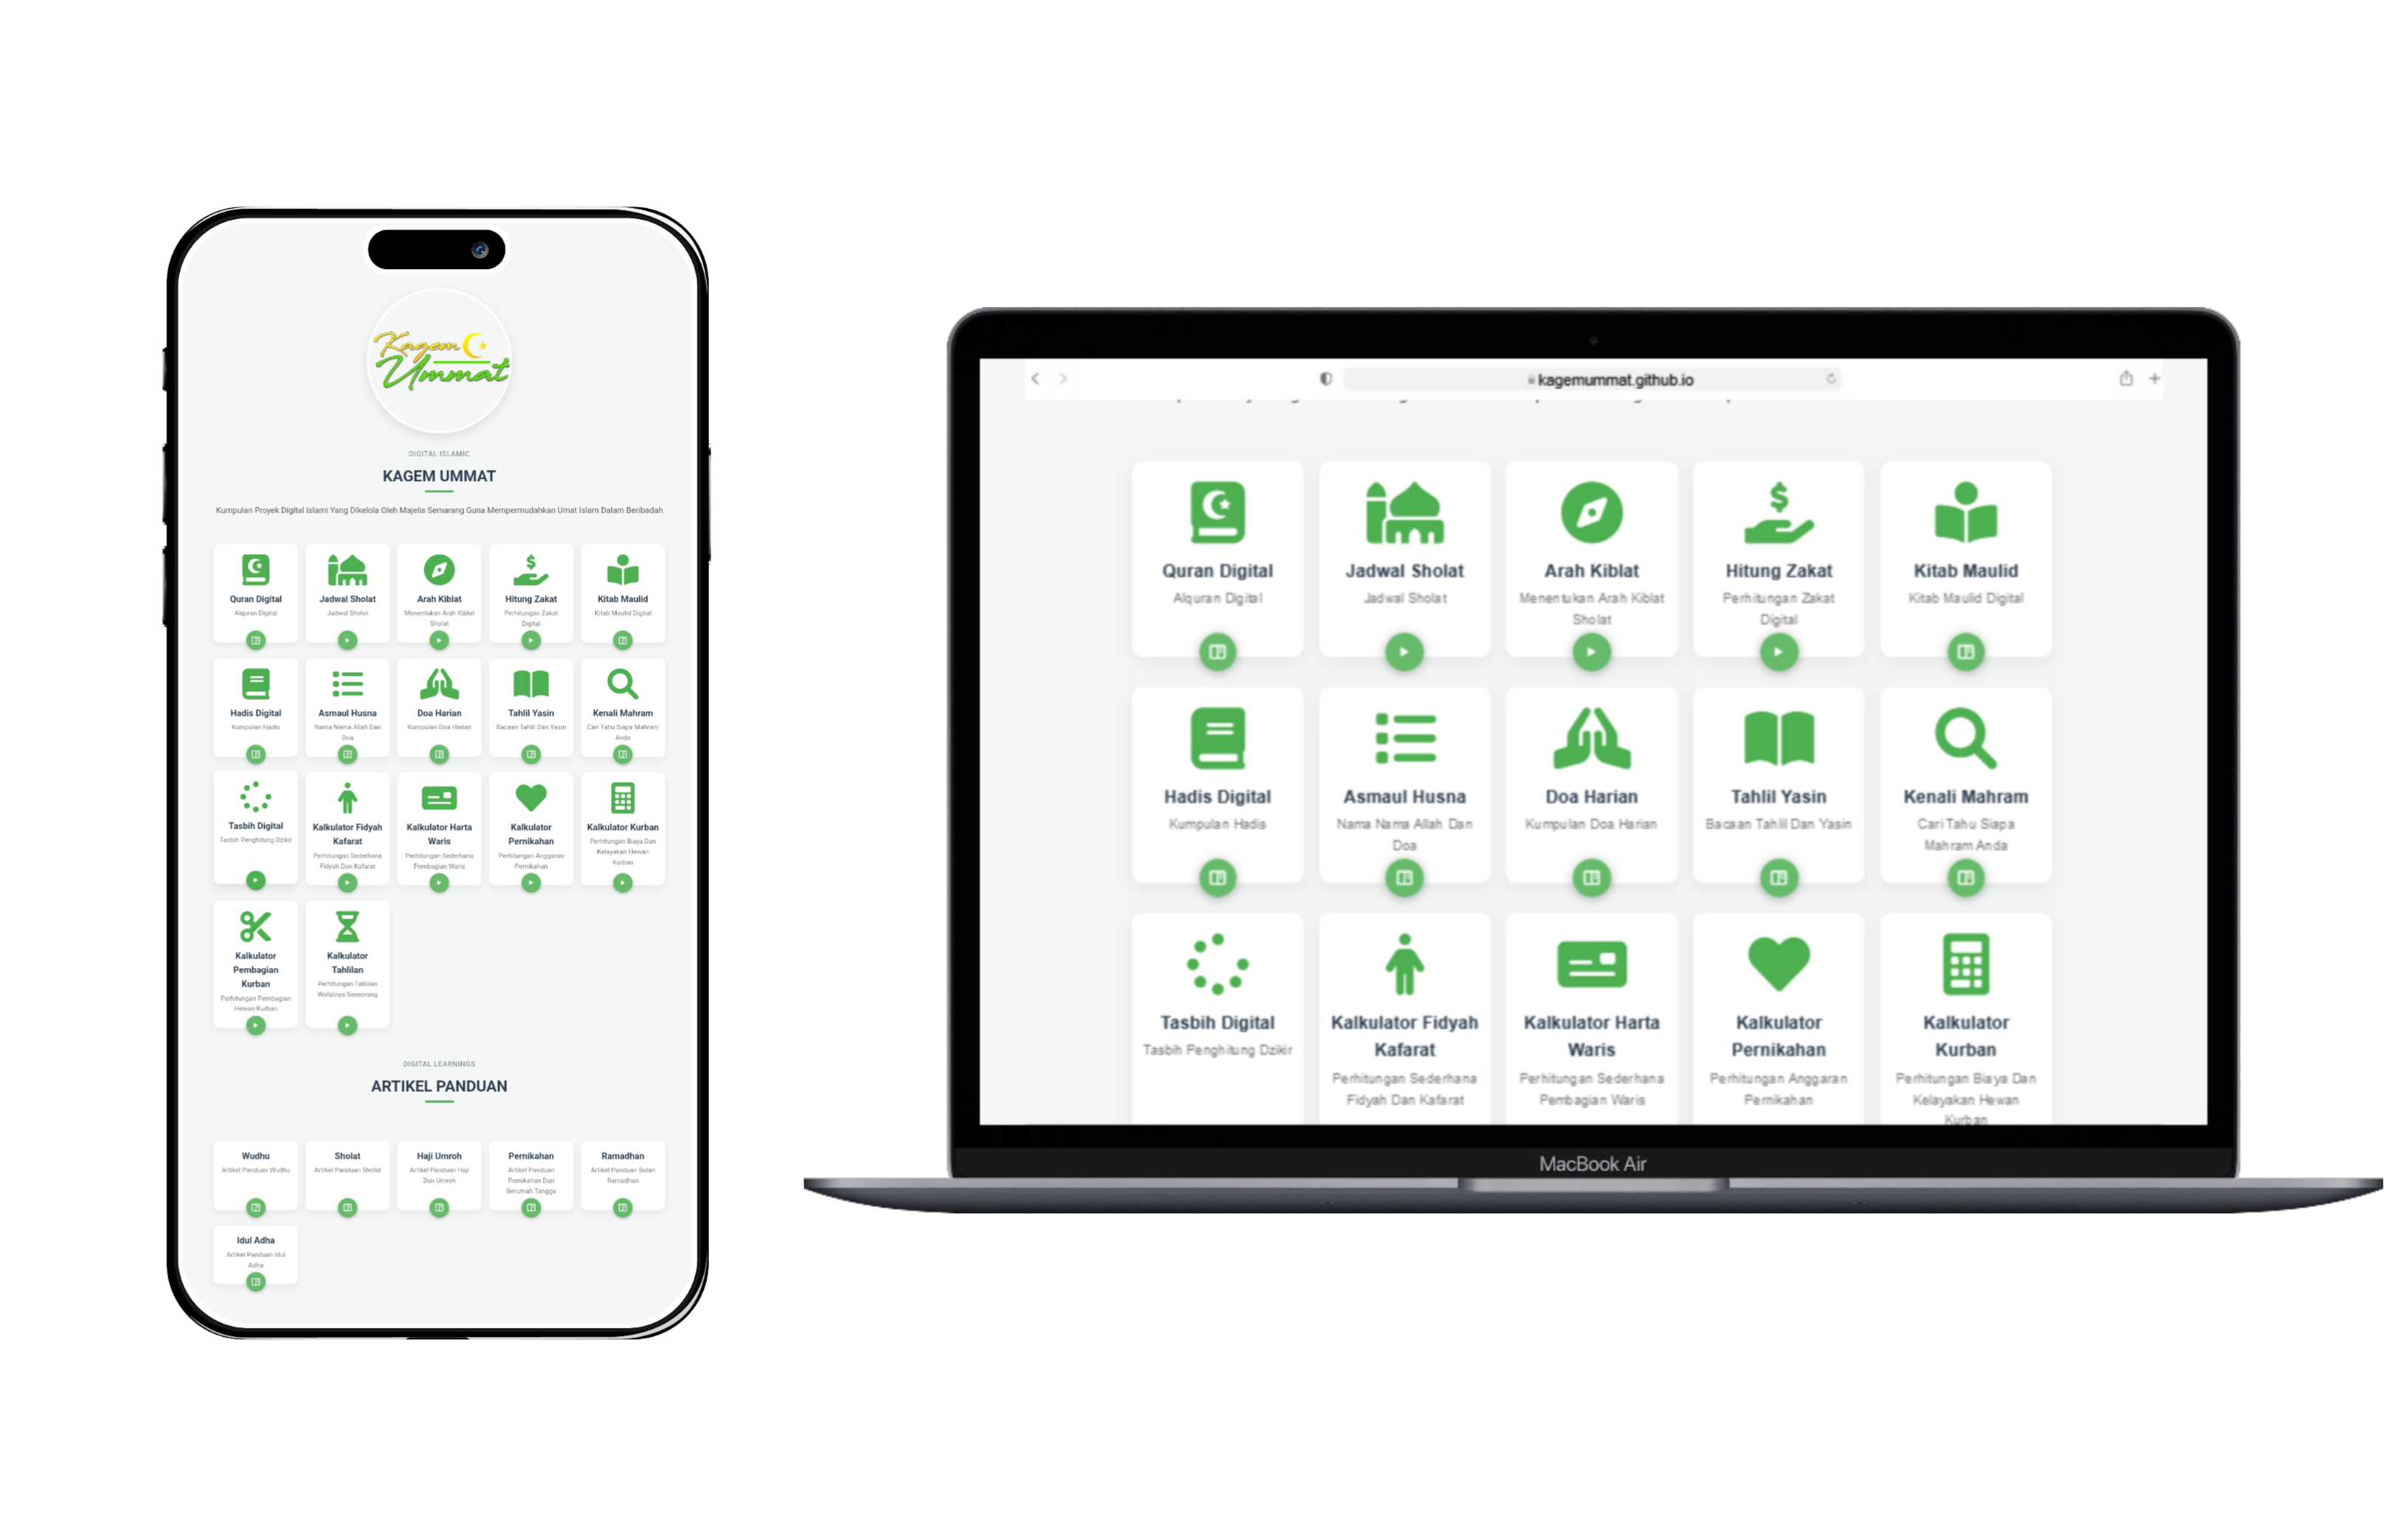 Kagem
Ummat
DIGITAL ISLAMIC
KAGEM UMMAT
Kumpulan Proyek Digital Islami Yang Dikelola Oleh Majelis Semarang Guna Mempermudahkan Umat Islam Dalam Beribadah
Quran Digital
Alquran Digital
Jadwal Sholat
Jadwal Sholat
Arah Kiblat
Menentukan Arah Kiblat
Sholat
Hitung Zakat
Perhitungan Zakat
Digital
Kitab Maulid
Kitab Maulid Digital
Hadis Digital
Kumpulan Hadis
Asmaul Husna
Nama Nama Allah Dan
Doa
Doa Harian
Kumpulan Doa Harian
Tahlil Yasin
Bacaan Tahlil Dan Yasin
Kenali Mahram
Cari Tahu Siapa Mahram
Anda
Tasbih Digital
Tasbih Penghitung Dzikir
Kalkulator Fidyah
Kafarat
Perhitungan Sederhana
Fidyah Dan Kafarat
Kalkulator Harta
Waris
Perhitungan Sederhana
Pembagian Waris
Kalkulator
Pernikahan
Perhitungan Anggaran
Pernikahan
Kalkulator Kurban
Perhitungan Biaya Dan
Kelayakan Hewan
Kurban
Kalkulator
Pembagian
Kurban
Perhitungan Pembagian
Hewan Kurban
Kalkulator
Tahlilan
Perhitungan Tahlilan
Wafatnya Seseorang
DIGITAL LEARNINGS
ARTIKEL PANDUAN
Wudhu
Artikel Panduan Wudhu
Sholat
Artikel Panduan Sholat
Haji Umroh
Artikel Panduan Haji
Dan Umroh
Pernikahan
Artikel Panduan
Pernikahan Dan
Berumah Tangga
Ramadhan
Artikel Panduan Bulan
Ramadhan
Idul Adha
Artikel Panduan Idul
Adha
kagemummat.github.io
Quran Digital
Alquran Digital
Jadwal Sholat
Jadwal Sholat
Arah Kiblat
Menentukan Arah Kiblat
Sholat
Hitung Zakat
Perhitungan Zakat
Digital
Kitab Maulid
Kitab Maulid Digital
Hadis Digital
Kumpulan Hadis
Asmaul Husna
Nama Nama Allah Dan
Doa
Doa Harian
Kumpulan Doa Harian
Tahlil Yasin
Bacaan Tahlil Dan Yasin
Kenali Mahram
Cari Tahu Siapa
Mahram Anda
Tasbih Digital
Tasbih Penghitung Dzikir
Kalkulator Fidyah
Kafarat
Perhitungan Sederhana
Fidyah Dan Kafarat
Kalkulator Harta
Waris
Perhitungan Sederhana
Pembagian Waris
Kalkulator
Pernikahan
Perhitungan Anggaran
Pernikahan
Kalkulator
Kurban
Perhitungan Biaya Dan
Kelayakan Hewan
Kurban
MacBook Air